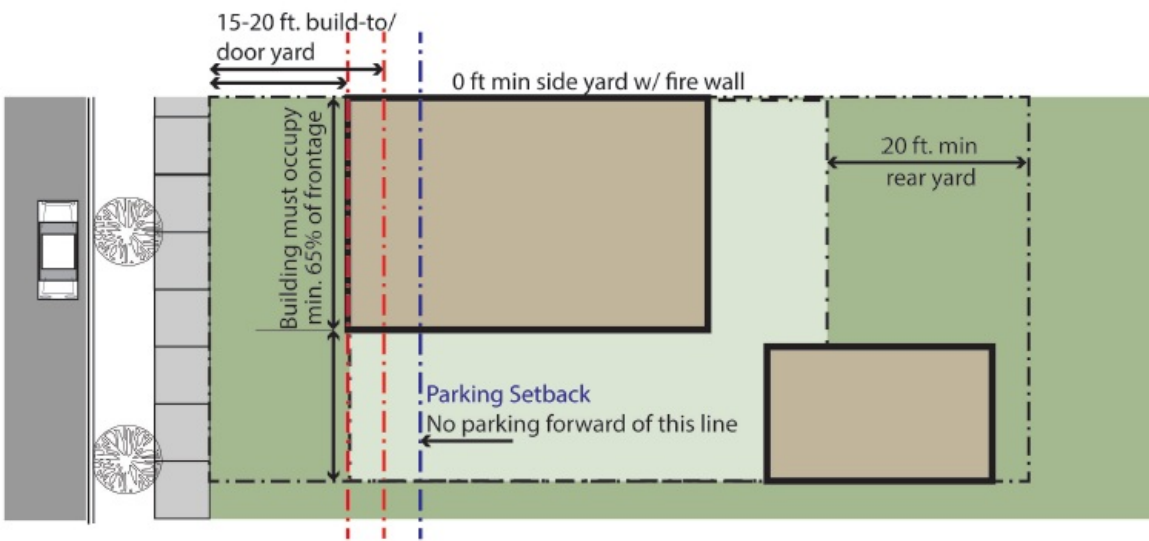 15-20 ft. build-to/
door yard
0 ft min side yard w/ fire wall
Building must occupy
min. 65% of frontage
20 ft. min
rear yard
Parking Setback
No parking forward of this line